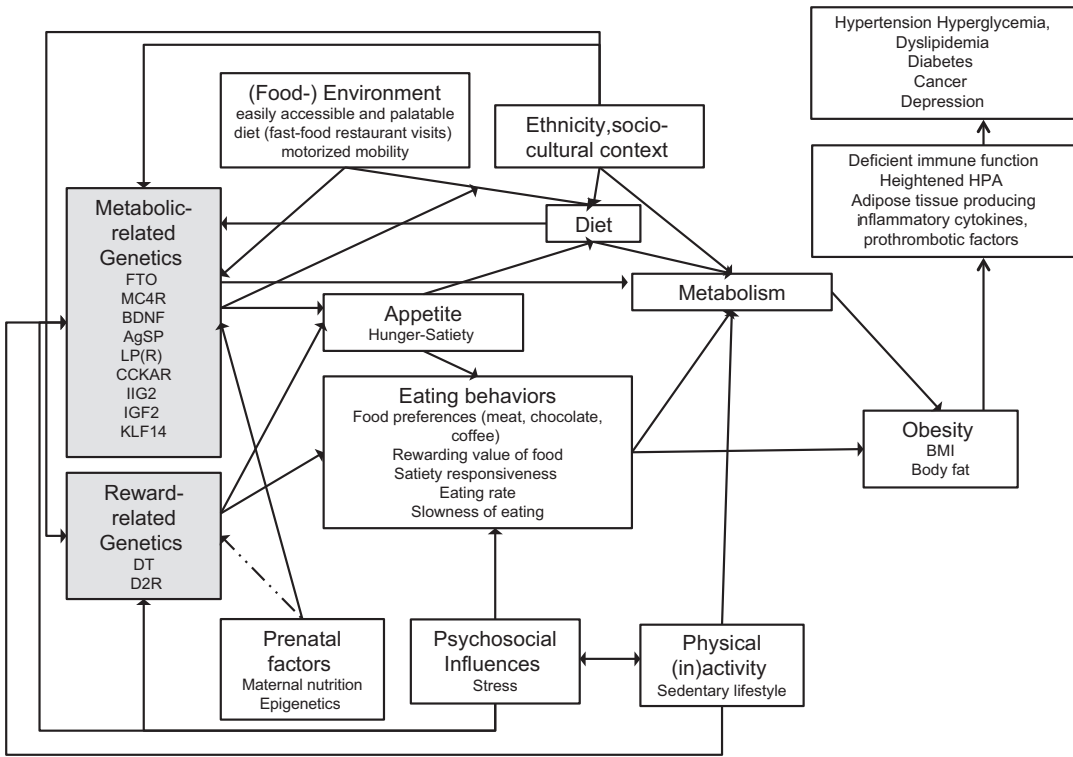 Hypertension Hyperglycemia,
Dyslipidemia
Diabetes
Cancer
Depression
(Food-) Environment
easily accessible and palatable
diet (fast-food restaurant visits)
motorized mobility
Ethnicity,socio-
cultural context
Deficient immune function
Heightened HPA
Adipose tissue producing
inflammatory cytokines,
prothrombotic factors
Metabolic-
related
Genetics
FTO
MC4R
BDNF
AgSP
LP(R)
CCKAR
IIG2
IGF2
KLF14
Diet
Metabolism
Appetite
Hunger-Satiety
Eating behaviors
Food preferences (meat, chocolate,
coffee)
Rewarding value of food
Satiety responsiveness
Eating rate
Slowness of eating
Obesity
BMI
Body fat
Reward-
related
Genetics
DT
D2R
Prenatal
factors
Maternal nutrition
Epigenetics
Psychosocial
Influences
Stress
Physical
(in)activity
Sedentary lifestyle